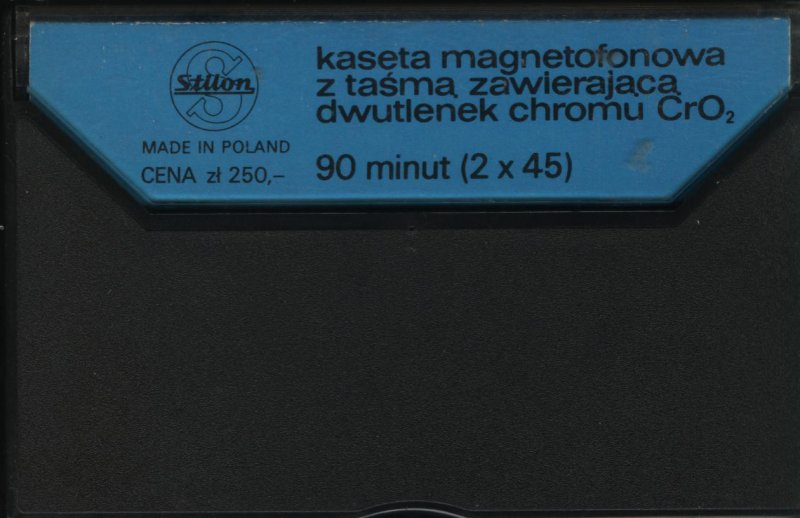 Stilon
MADE IN POLAND
CENA zł 250,–
kaseta magnetofonowa
z taśmą zawierającą
dwutlenek chromu CrO₂
90 minut (2 x 45)